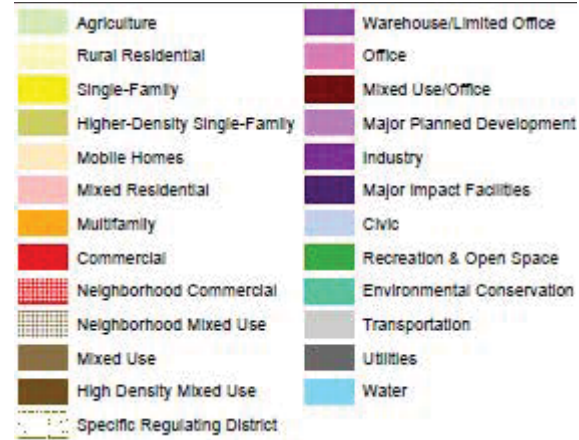 Agriculture
Rural Residential
Single-Family
Higher-Density Single-Family
Mobile Homes
Mixed Residential
Multifamily
Commercial
Neighborhood Commercial
Neighborhood Mixed Use
Mixed Use
High Density Mixed Use
Specific Regulating District
Warehouse/Limited Office
Office
Mixed Use/Office
Major Planned Development
Industry
Major Impact Facilities
Civic
Recreation & Open Space
Environmental Conservation
Transportation
Utilities
Water